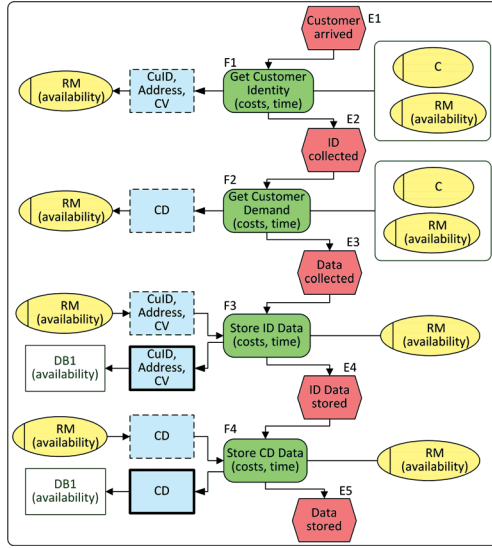 Customer
arrived
E1
F1
CuID,
Address,
CV
RM
(availability)
Get Customer
Identity
(costs, time)
C
RM
(availability)
E2
ID
collected
F2
RM
(availability)
CD
Get Customer
Demand
(costs, time)
C
RM
(availability)
E3
Data
collected
RM
(availability)
CuID,
Address,
CV
F3
Store ID Data
(costs, time)
RM
(availability)
DB1
(availability)
CuID,
Address,
CV
E4
ID Data
stored
RM
(availability)
CD
F4
Store CD Data
(costs, time)
RM
(availability)
DB1
(availability)
CD
E5
Data
stored